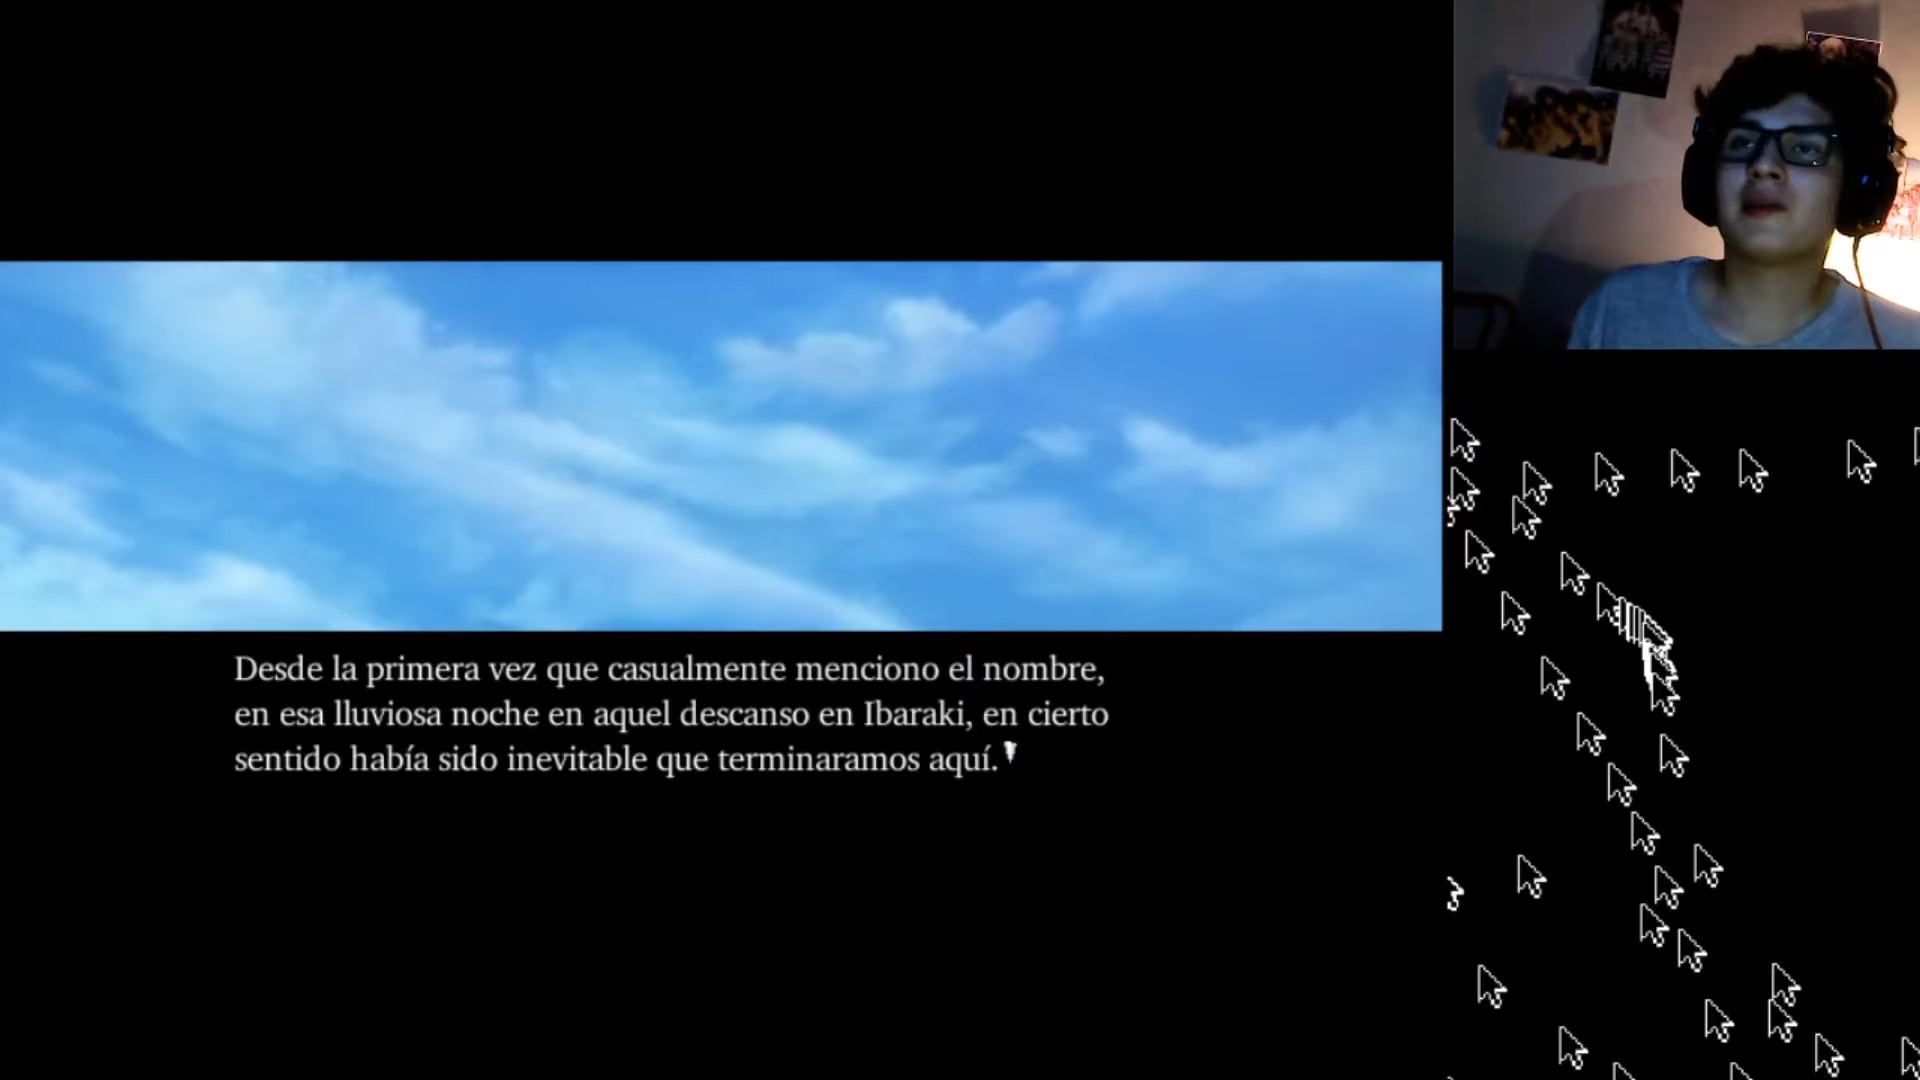 Desde la primera vez que casualmente menciono el nombre,
en esa lluviosa noche en aquel descanso en Ibaraki, en cierto
sentido había sido inevitable que terminaramos aquí.